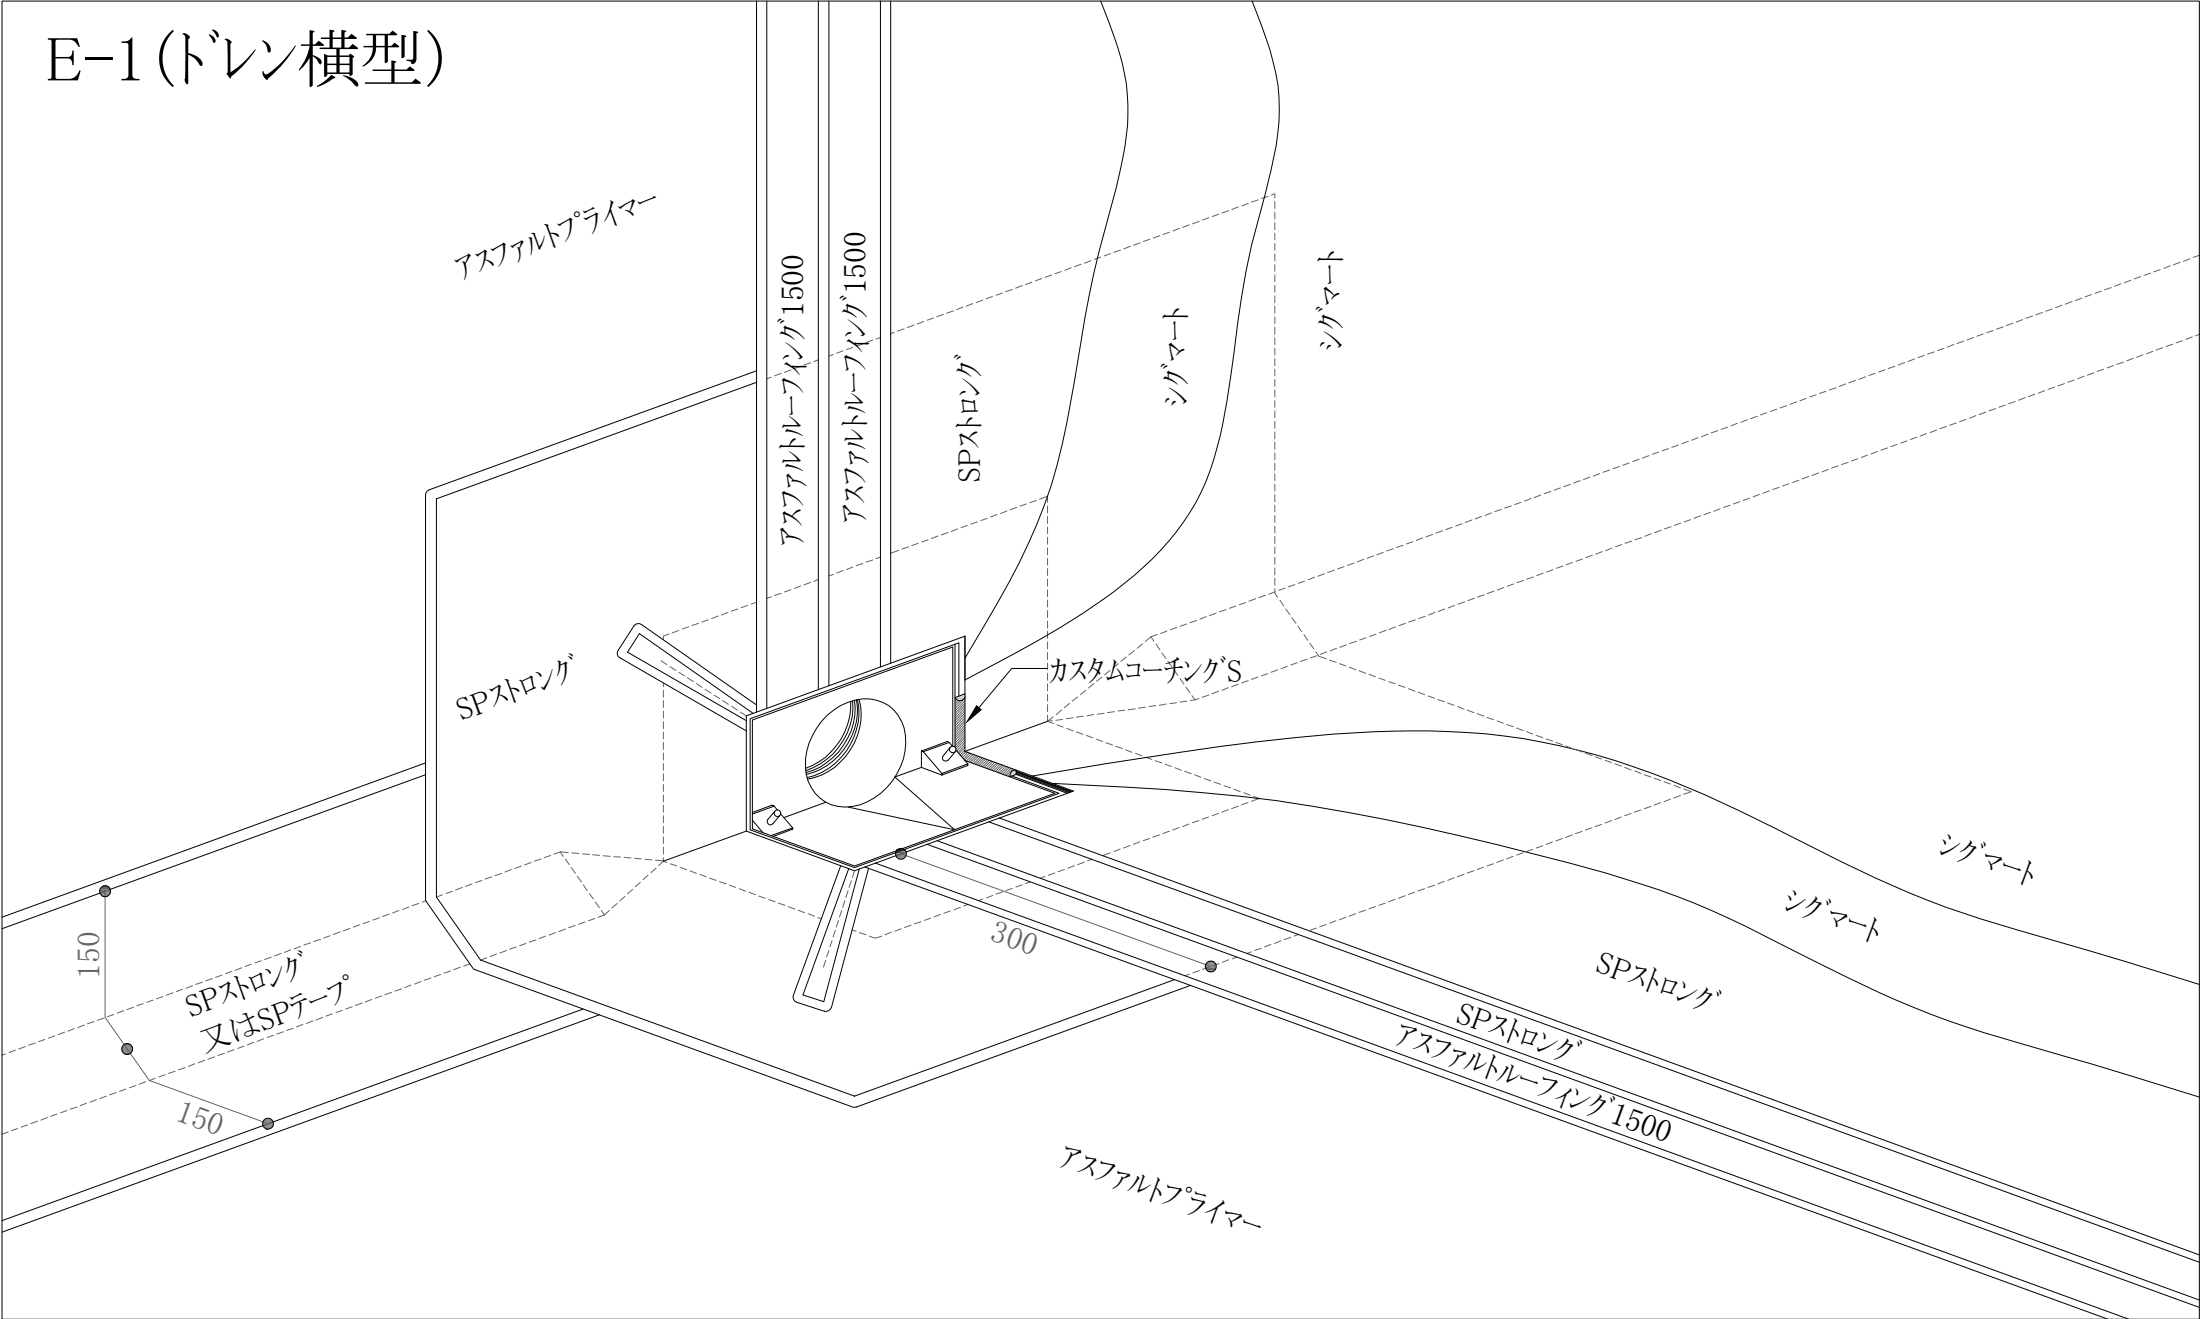 E-1(ドレン横型)
アスファルトプライマー
アスファルトルーフィング1500
アスファルトルーフィング1500
SPストロング
シグマート
シグマート
SPストロング
カスタムコーチングS
シグマート
シグマート
SPストロング
SPストロング
アスファルトルーフィング1500
300
150
SPストロング
又はSPテープ
150
アスファルトプライマー